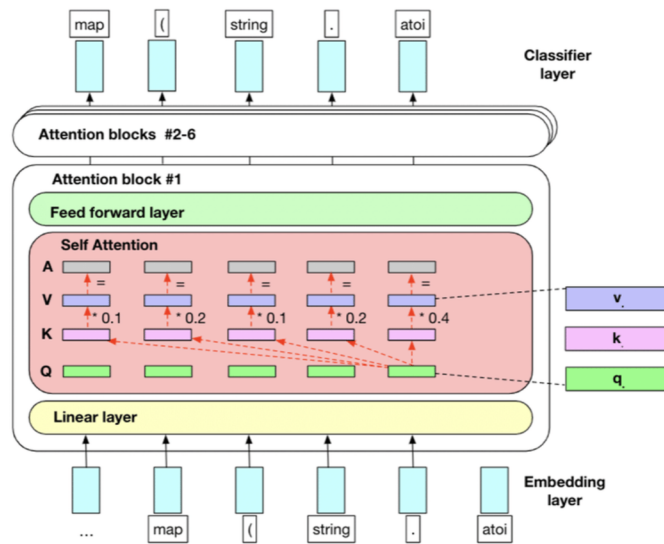 map ( string . atoi
Classifier
layer
Attention blocks #2-6
Attention block #1
Feed forward layer
Self Attention
A
= = = = =
V
v.
* 0.1 * 0.2 * 0.1 * 0.2 * 0.4
K
k.
Q
q.
Linear layer
Embedding
layer
... map ( string . atoi